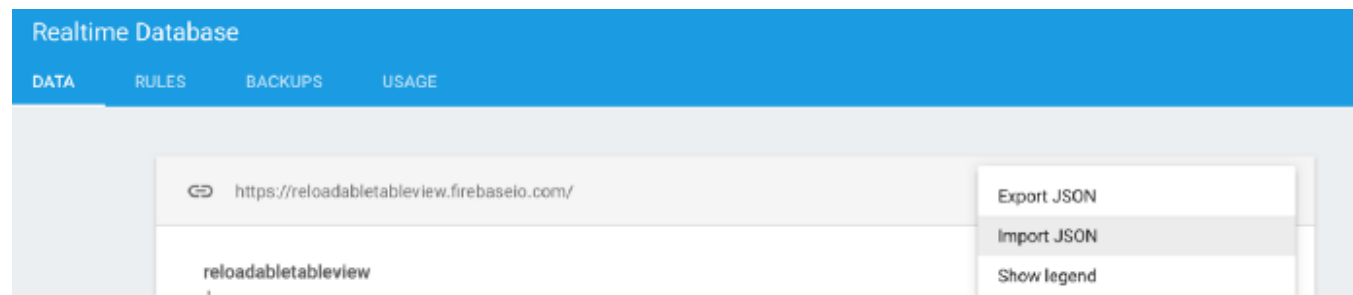 Realtime Database
DATA RULES BACKUPS USAGE
https://reloadabletableview.firebaseio.com/
Export JSON
Import JSON
reloadabletableview
Show legend